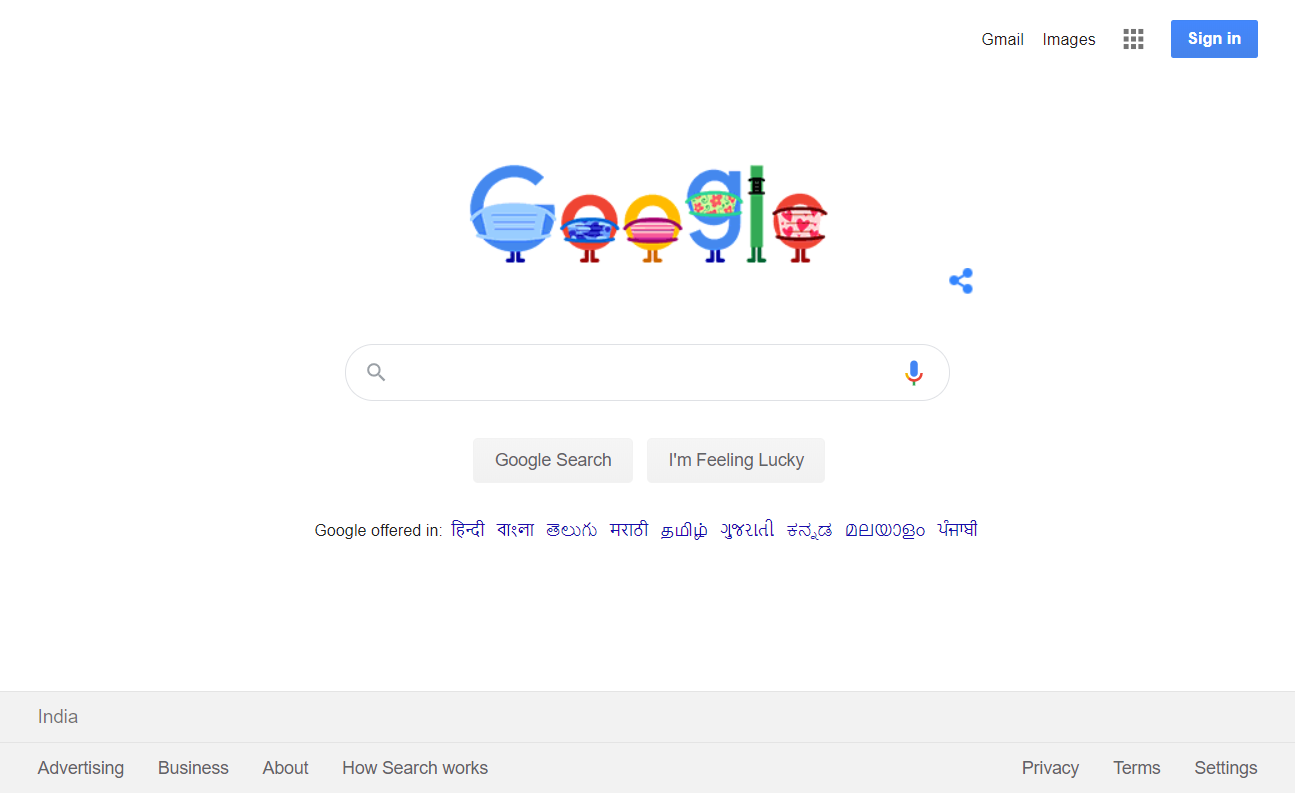 Gmail Images Sign in
Google
Google Search I'm Feeling Lucky
Google offered in: हिन्दी বাংলা తెలుగు मराठी தமிழ் ગુજરાતી ಕನ್ನಡ മലയാളം ਪੰਜਾਬੀ
India
Advertising Business About How Search works Privacy Terms Settings